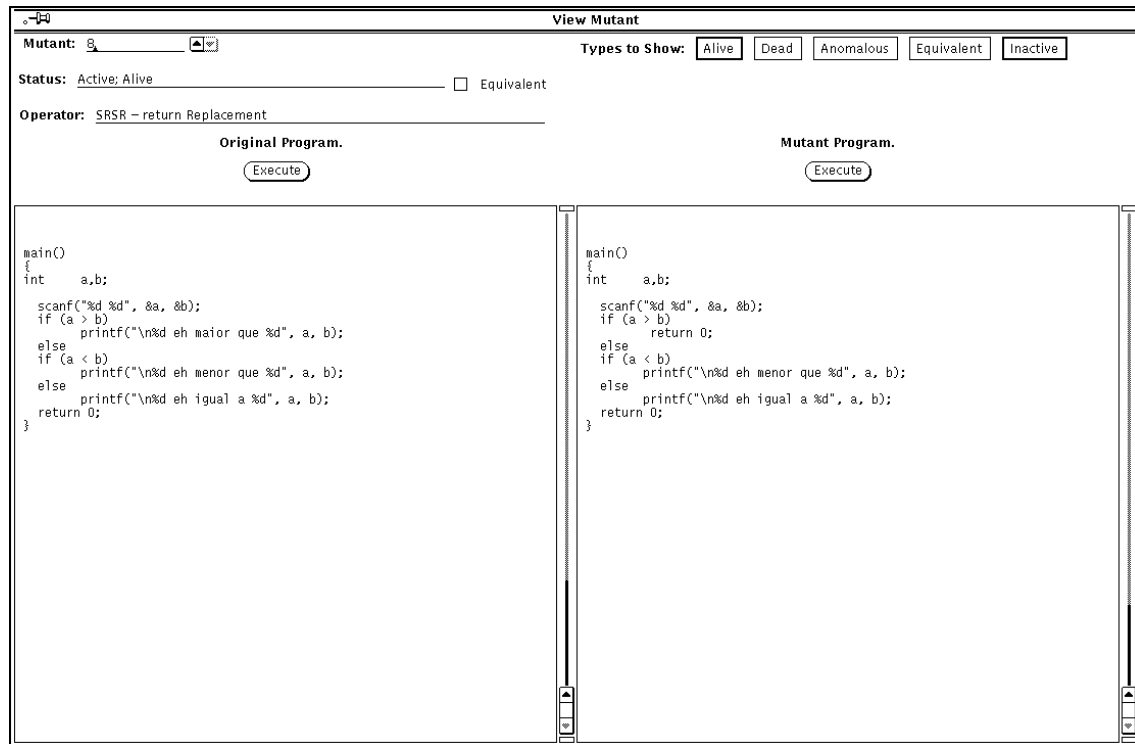 View Mutant
Mutant: 8
Types to Show: Alive Dead Anomalous Equivalent Inactive
Status: Active; Alive
Equivalent
Operator: SRSR – return Replacement
Original Program.
Execute
main()
{
int a,b;
scanf("%d %d", &a, &b);
if (a > b)
printf("\n%d eh maior que %d", a, b);
else
if (a < b)
printf("\n%d eh menor que %d", a, b);
else
printf("\n%d eh igual a %d", a, b);
return 0;
}
Mutant Program.
Execute
main()
{
int a,b;
scanf("%d %d", &a, &b);
if (a > b)
return 0;
else
if (a < b)
printf("\n%d eh menor que %d", a, b);
else
printf("\n%d eh igual a %d", a, b);
return 0;
}